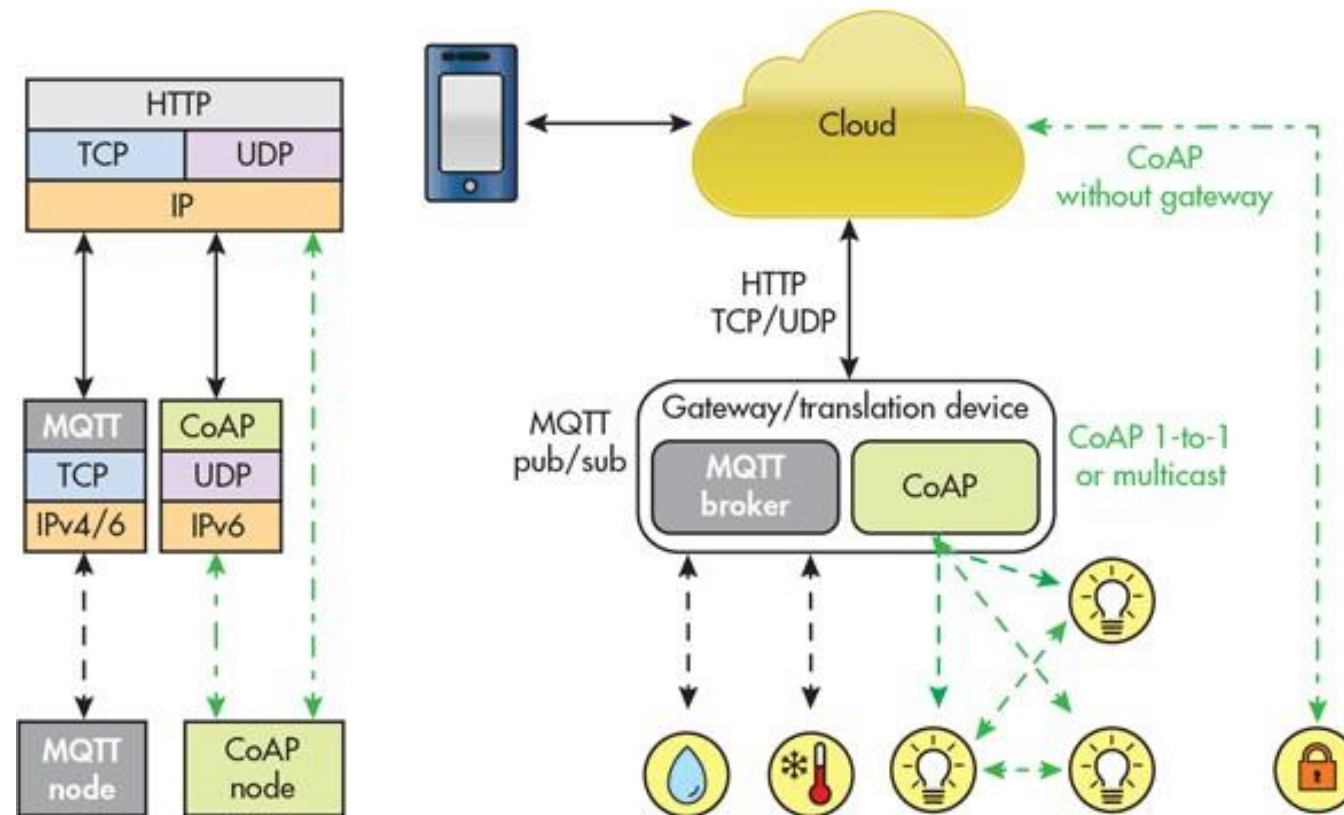 HTTP
TCP
UDP
IP
MQTT
TCP
IPv4/6
CoAP
UDP
IPv6
MQTT
node
CoAP
node
Cloud
CoAP
without gateway
HTTP
TCP/UDP
MQTT
pub/sub
Gateway/translation device
MQTT
broker
CoAP
CoAP 1-to-1
or multicast